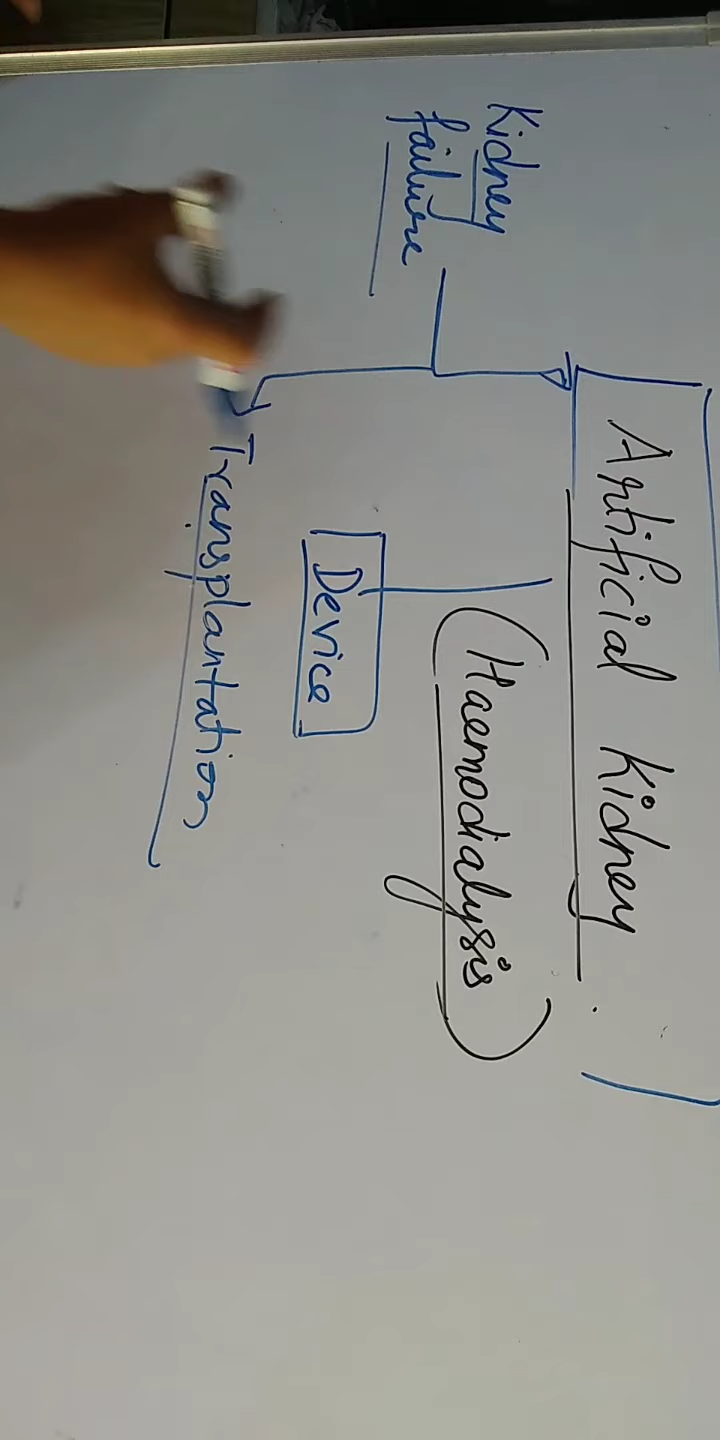 Artificial Kidney
(Haemodialysis)
Kidney
failure
Device
Transplantation